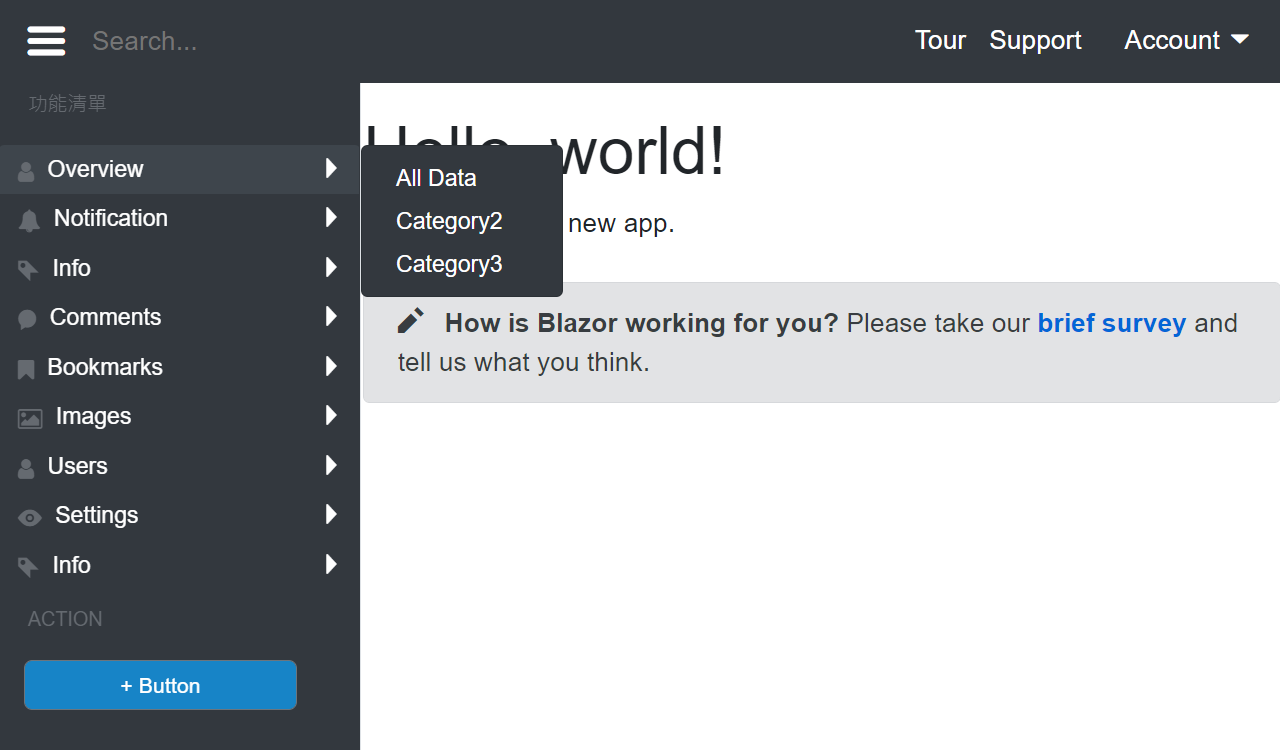 Search...
Tour Support Account
功能清單
Overview
Notification
Info
Comments
Bookmarks
Images
Users
Settings
Info
ACTION
+ Button
All Data
Category2
Category3
world!
new app.
How is Blazor working for you? Please take our brief survey and
tell us what you think.